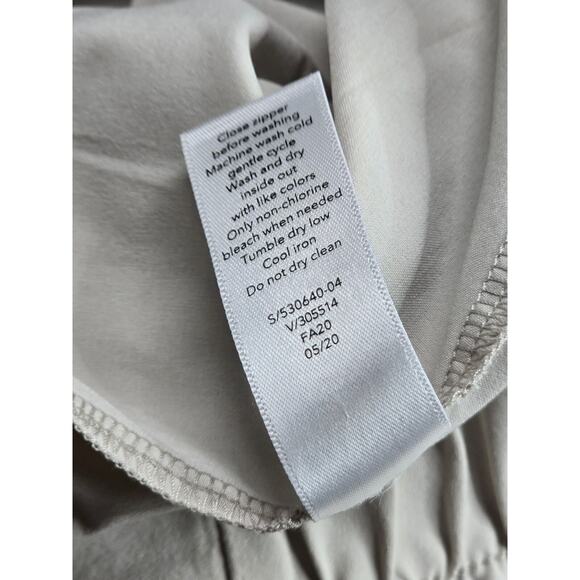 Close zipper
before washing
Machine wash cold
gentle cycle
Wash and dry
inside out
with like colors
Only non-chlorine
bleach when needed
Tumble dry low
Cool iron
Do not dry clean
S/530640-04
V/305514
FA20
05/20